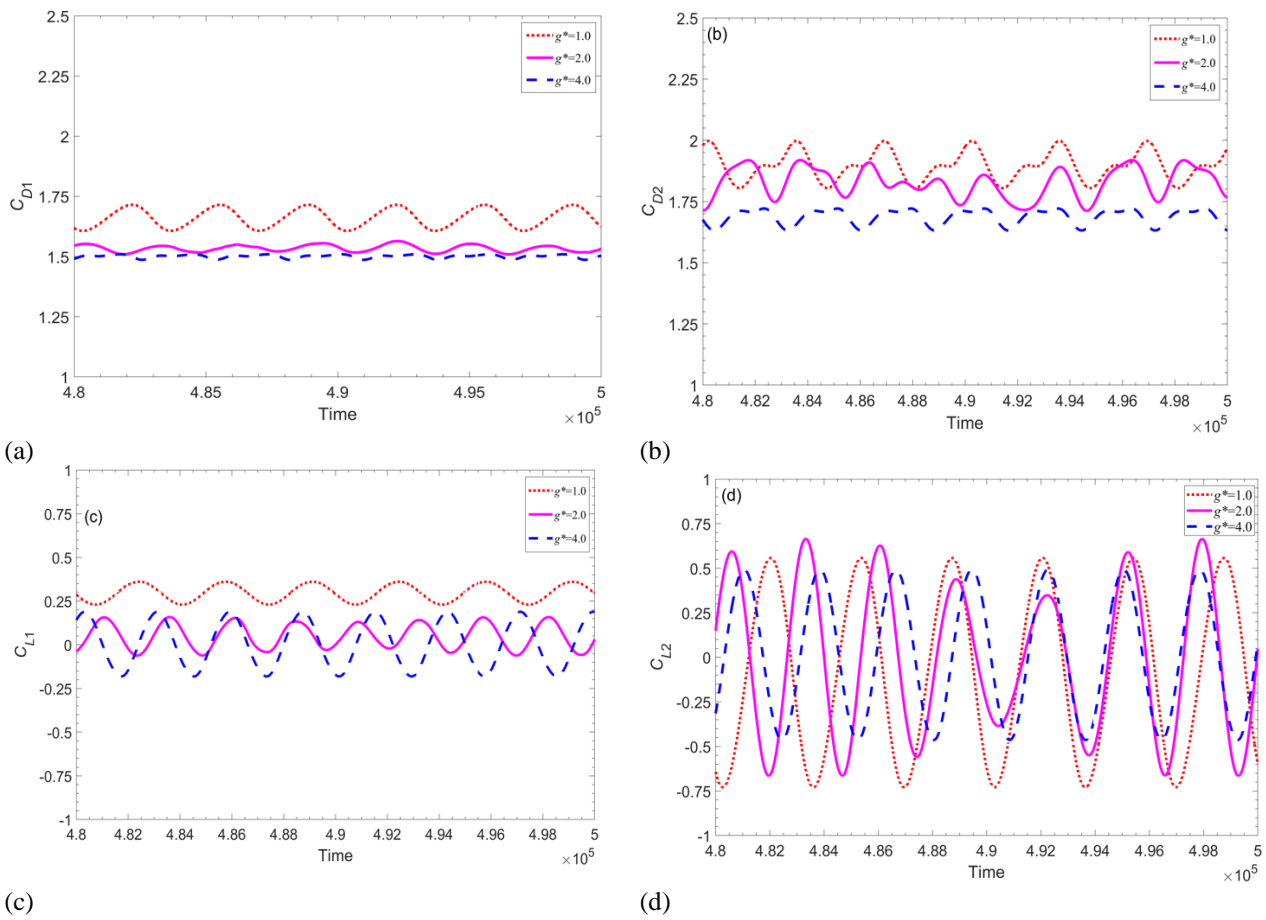 2.5
2.25
2
1.75
1.5
1.25
1
C_D1
g*=1.0
g*=2.0
g*=4.0
4.8 4.85 4.9 4.95 5
Time
×10^5
(a)
(b)
2.5
2.25
2
1.75
1.5
1.25
1
C_D2
g*=1.0
g*=2.0
g*=4.0
4.8 4.82 4.84 4.86 4.88 4.9 4.92 4.94 4.96 4.98 5
Time
×10^5
(b)
(c)
1
0.75
0.5
0.25
0
-0.25
-0.5
-0.75
-1
C_L1
g*=1.0
g*=2.0
g*=4.0
4.8 4.82 4.84 4.86 4.88 4.9 4.92 4.94 4.96 4.98 5
Time
×10^5
(c)
(d)
1
0.75
0.5
0.25
0
-0.25
-0.5
-0.75
-1
C_L2
g*=1.0
g*=2.0
g*=4.0
4.8 4.82 4.84 4.86 4.88 4.9 4.92 4.94 4.96 4.98 5
Time
×10^5
(d)